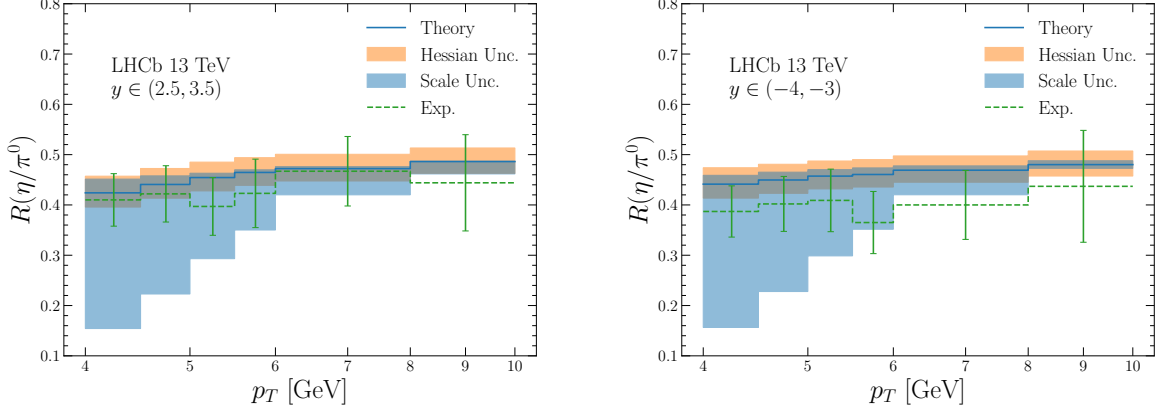 0.8
0.7
0.6
0.5
0.4
0.3
0.2
0.1
R(η/π⁰)
LHCb 13 TeV
y ∈ (2.5, 3.5)
Theory
Hessian Unc.
Scale Unc.
Exp.
4 5 6 7 8 9 10
p_T [GeV]
0.8
0.7
0.6
0.5
0.4
0.3
0.2
0.1
R(η/π⁰)
LHCb 13 TeV
y ∈ (−4, −3)
Theory
Hessian Unc.
Scale Unc.
Exp.
4 5 6 7 8 9 10
p_T [GeV]